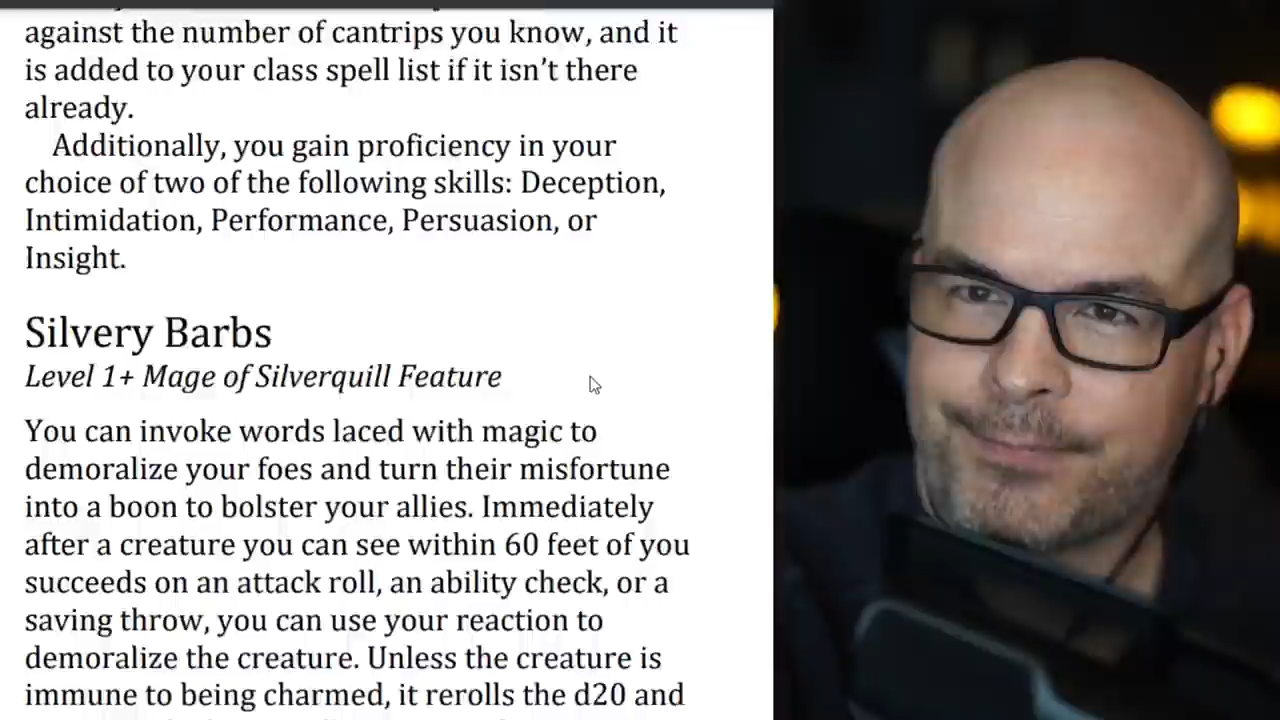 against the number of cantrips you know, and it
is added to your class spell list if it isn’t there
already.
Additionally, you gain proficiency in your
choice of two of the following skills: Deception,
Intimidation, Performance, Persuasion, or
Insight.
Silvery Barbs
Level 1+ Mage of Silverquill Feature
You can invoke words laced with magic to
demoralize your foes and turn their misfortune
into a boon to bolster your allies. Immediately
after a creature you can see within 60 feet of you
succeeds on an attack roll, an ability check, or a
saving throw, you can use your reaction to
demoralize the creature. Unless the creature is
immune to being charmed, it rerolls the d20 and